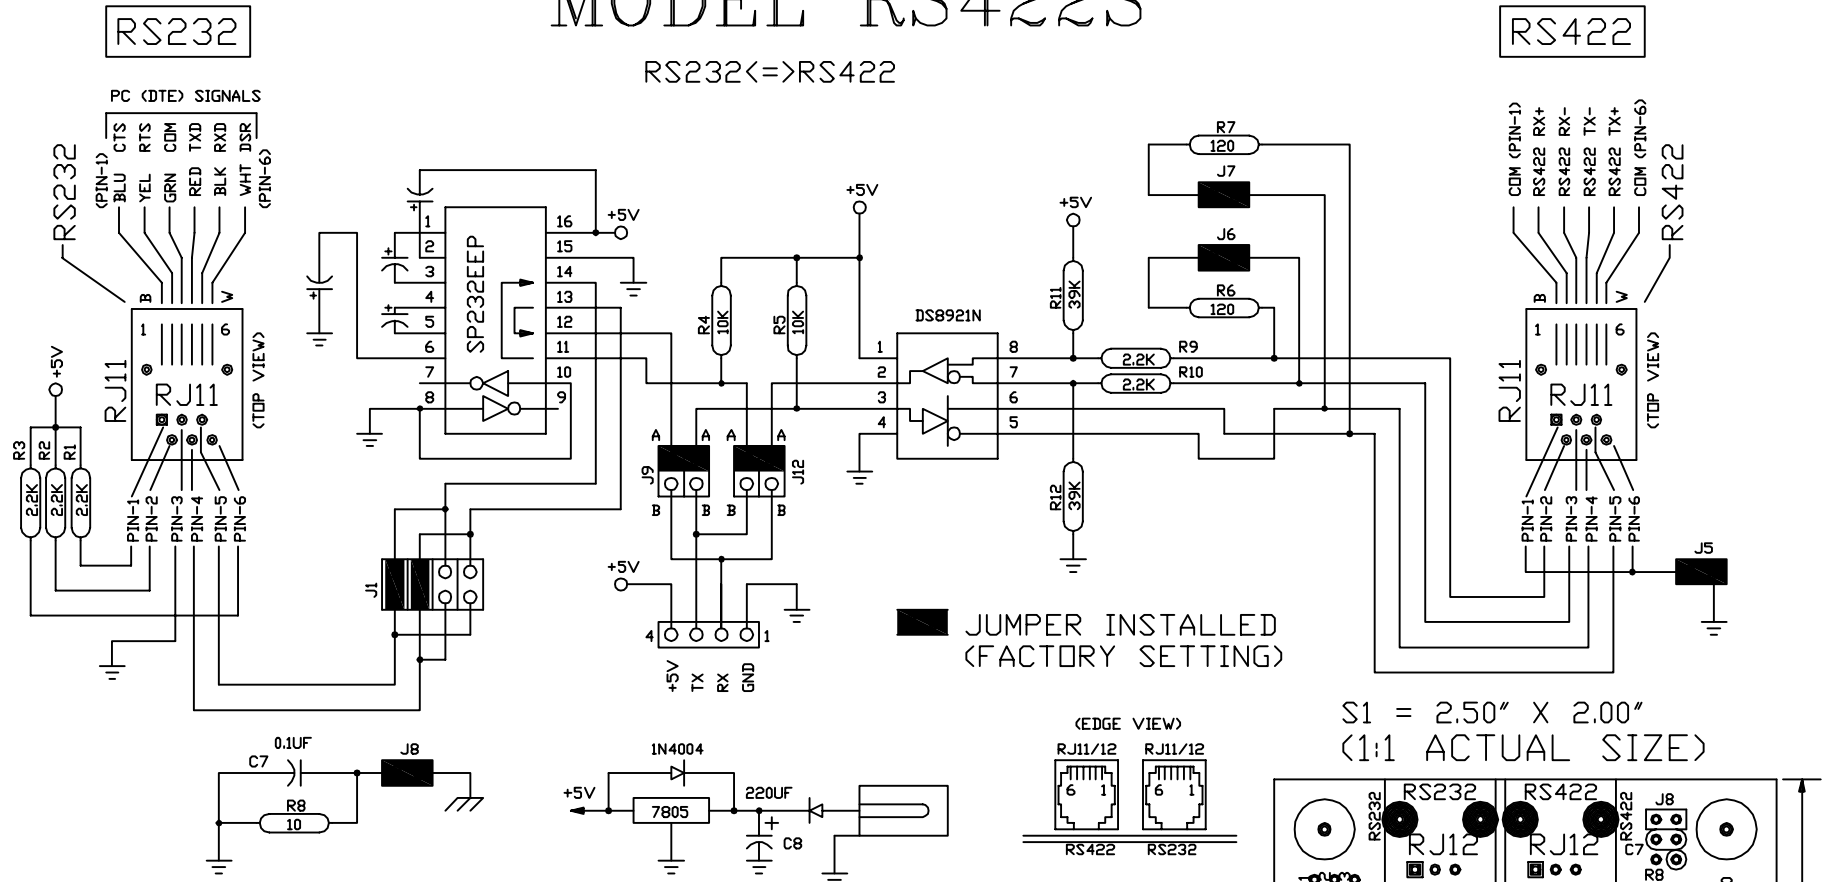 MODEL RS422S
RS232<=>RS422
RS232
RS422
PC (DTE) SIGNALS
(PIN-1)
BLU CTS
YEL RTS
GRN COM
RED TXD
BLK RXD
WHT DSR
(PIN-6)
RS232
B
W
1
6
RJ11
RJ11
(TOP VIEW)
+5V
R3
R2
R1
2.2K
2.2K
2.2K
PIN-1
PIN-2
PIN-3
PIN-4
PIN-5
PIN-6
+
+
+
+
1
2
3
4
5
6
7
8
SP232EEP
16
15
14
13
12
11
10
9
+5V
J1
R4
10K
R5
10K
+5V
A
A
A
A
J9
J12
B
B
B
B
+5V
4
1
+5V
TX
RX
GND
DS8921N
1
2
3
4
8
7
6
5
+5V
R11
39K
R12
39K
2.2K
R9
2.2K
R10
R7
120
J7
J6
R6
120
COM (PIN-1)
RS422 RX+
RS422 RX-
RS422 TX-
RS422 TX+
COM (PIN-6)
RS422
B
W
1
6
RJ11
RJ11
(TOP VIEW)
PIN-1
PIN-2
PIN-3
PIN-4
PIN-5
PIN-6
J5
JUMPER INSTALLED
(FACTORY SETTING)
0.1UF
C7
J8
R8
10
1N4004
+5V
7805
220UF
+
C8
(EDGE VIEW)
RJ11/12
RJ11/12
6 1
6 1
RS422
RS232
S1 = 2.50" X 2.00"
(1:1 ACTUAL SIZE)
RS232
RS232
RS422
RS422
RJ12
RJ12
J8
C7
R8
1
2
3